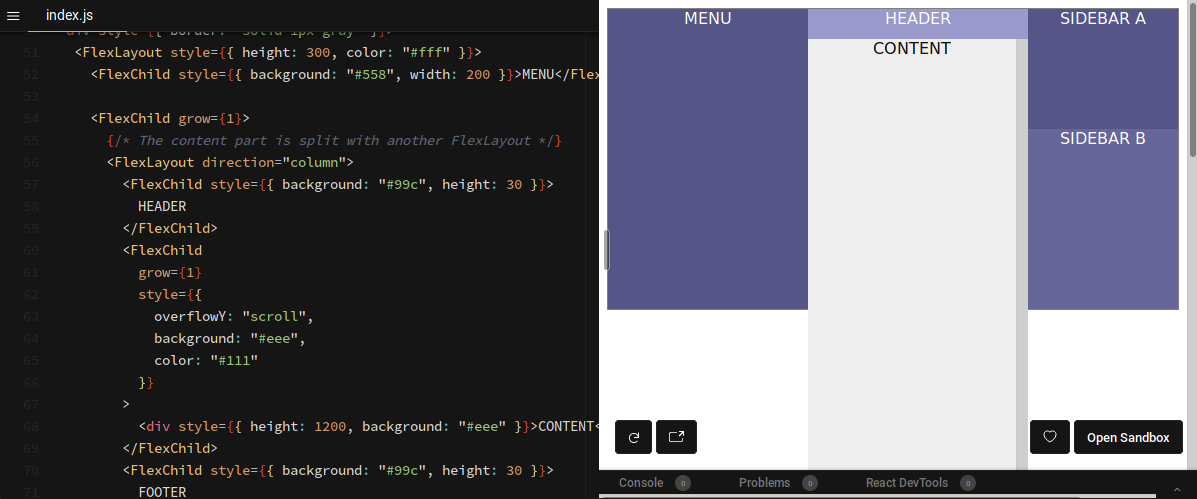 index.js
div style={{ border: "solid 1px gray" }}>
51 <FlexLayout style={{ height: 300, color: "#fff" }}>
52 <FlexChild style={{ background: "#558", width: 200 }}>MENU</Flex
53
54 <FlexChild grow={1}>
55 {/* The content part is split with another FlexLayout */}
56 <FlexLayout direction="column">
57 <FlexChild style={{ background: "#99c", height: 30 }}>
58 HEADER
59 </FlexChild>
60 <FlexChild
61 grow={1}
62 style={{
63 overflowY: "scroll",
64 background: "#eee",
65 color: "#111"
66 }}
67 >
68 <div style={{ height: 1200, background: "#eee" }}>CONTENT<
69 </FlexChild>
70 <FlexChild style={{ background: "#99c", height: 30 }}>
71 FOOTER
MENU
HEADER
CONTENT
SIDEBAR A
SIDEBAR B
Open Sandbox
Console 0
Problems 0
React DevTools 0